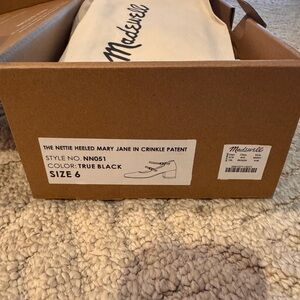 Madewell
THE NETTIE HEELED MARY JANE IN CRINKLE PATENT
STYLE NO. NN051
COLOR: TRUE BLACK
SIZE 6
Madewell